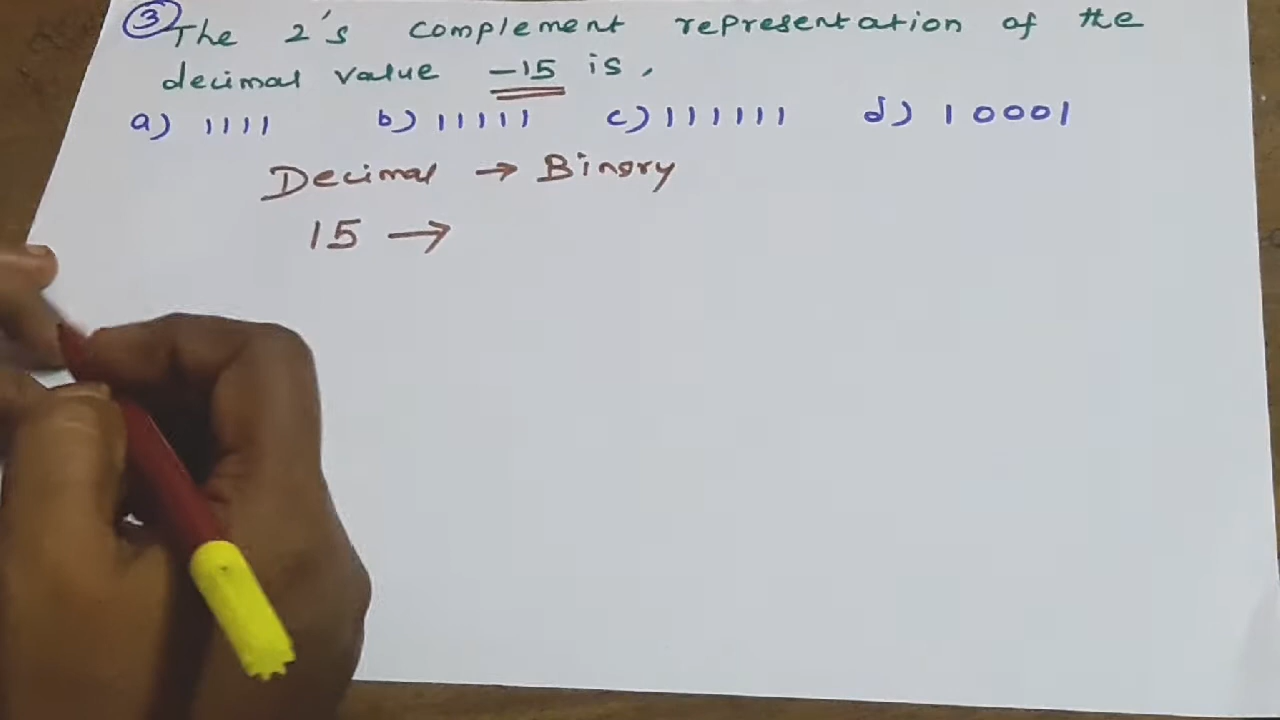 ③ The 2's complement representation of the
decimal value -15 is,
a) 1111 b) 11111 c) 111111 d) 10001
Decimal → Binary
15 →